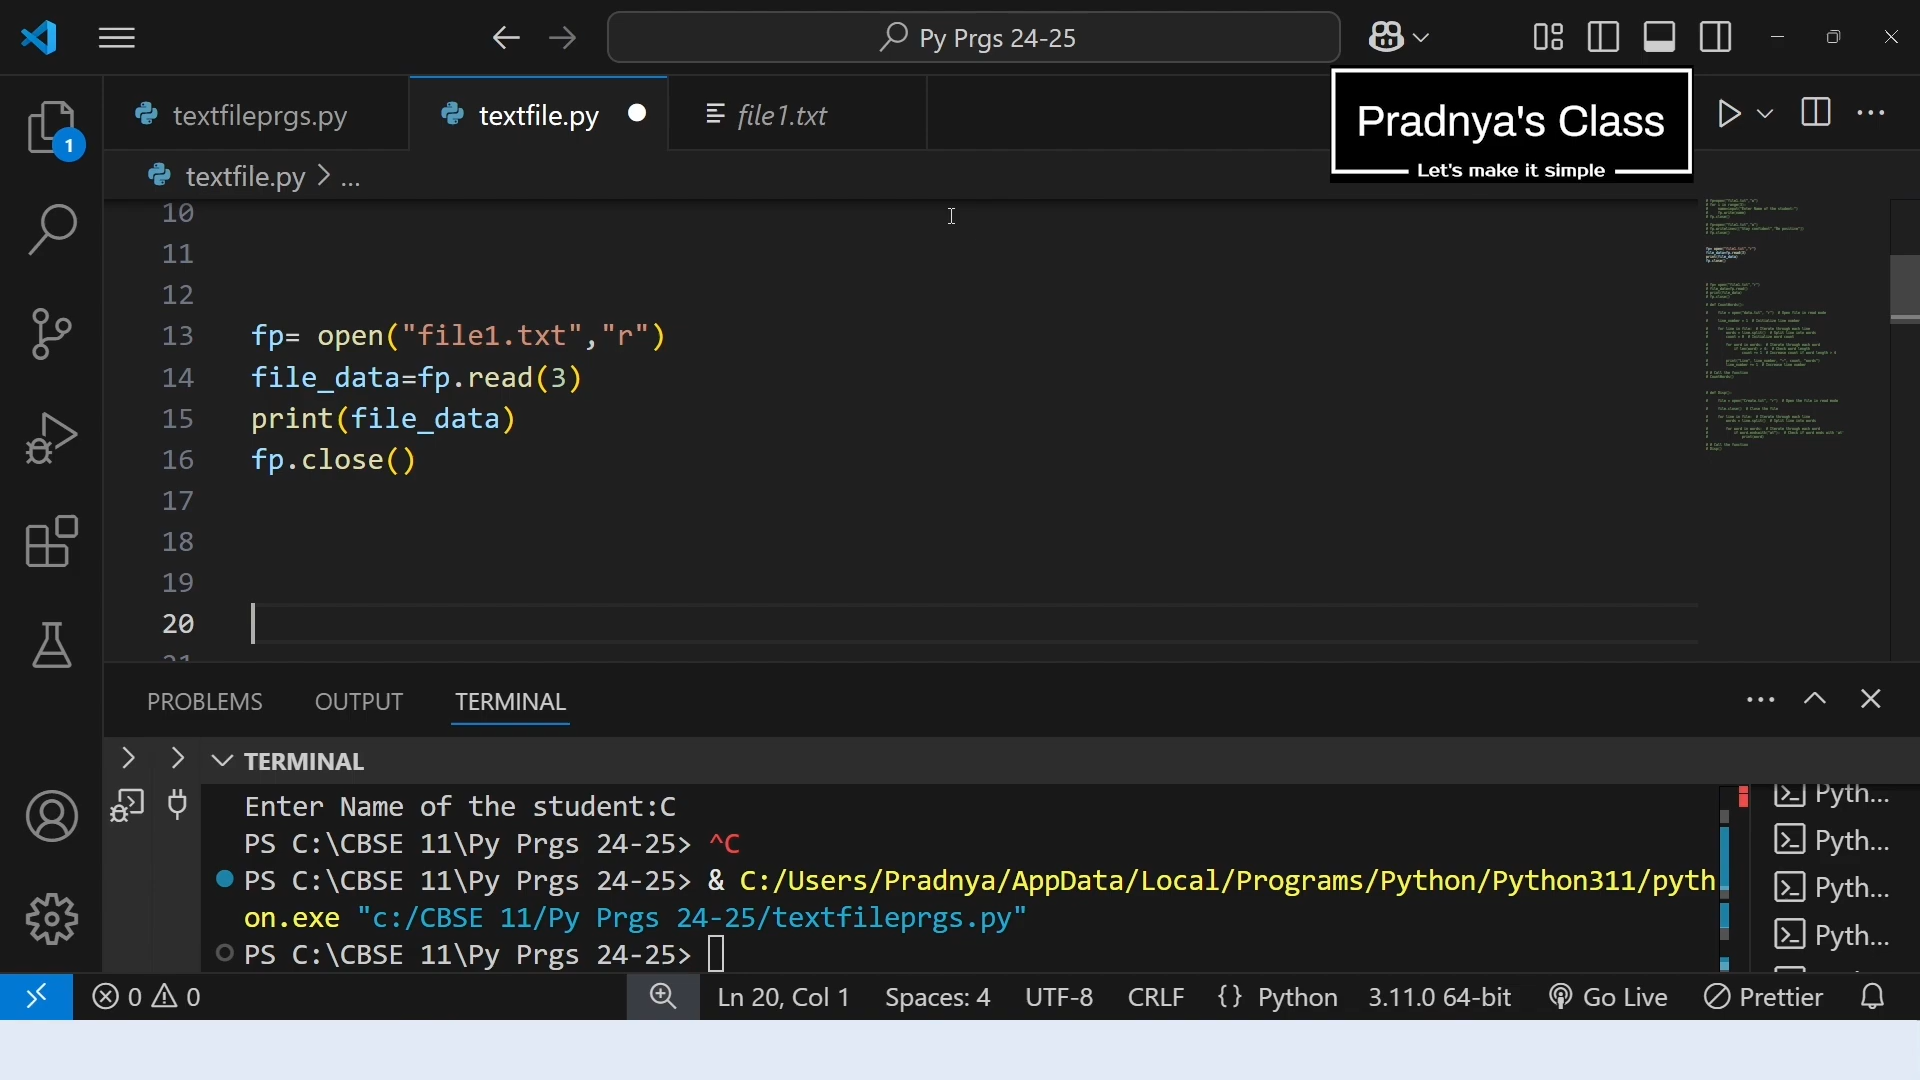 Py Prgs 24-25
textfileprgs.py
textfile.py
file1.txt
Pradnya's Class
Let's make it simple
1
textfile.py > ...
10
11
12
13 fp= open("file1.txt","r")
14 file_data=fp.read(3)
15 print(file_data)
16 fp.close()
17
18
19
20
21
PROBLEMS OUTPUT TERMINAL
TERMINAL
Enter Name of the student:C
PS C:\CBSE 11\Py Prgs 24-25> ^C
PS C:\CBSE 11\Py Prgs 24-25> & C:/Users/Pradnya/AppData/Local/Programs/Python/Python311/pyth
on.exe "c:/CBSE 11/Py Prgs 24-25/textfileprgs.py"
PS C:\CBSE 11\Py Prgs 24-25>
Pyth...
Pyth...
Pyth...
Pyth...
0 0 Ln 20, Col 1 Spaces: 4 UTF-8 CRLF {} Python 3.11.0 64-bit Go Live Prettier